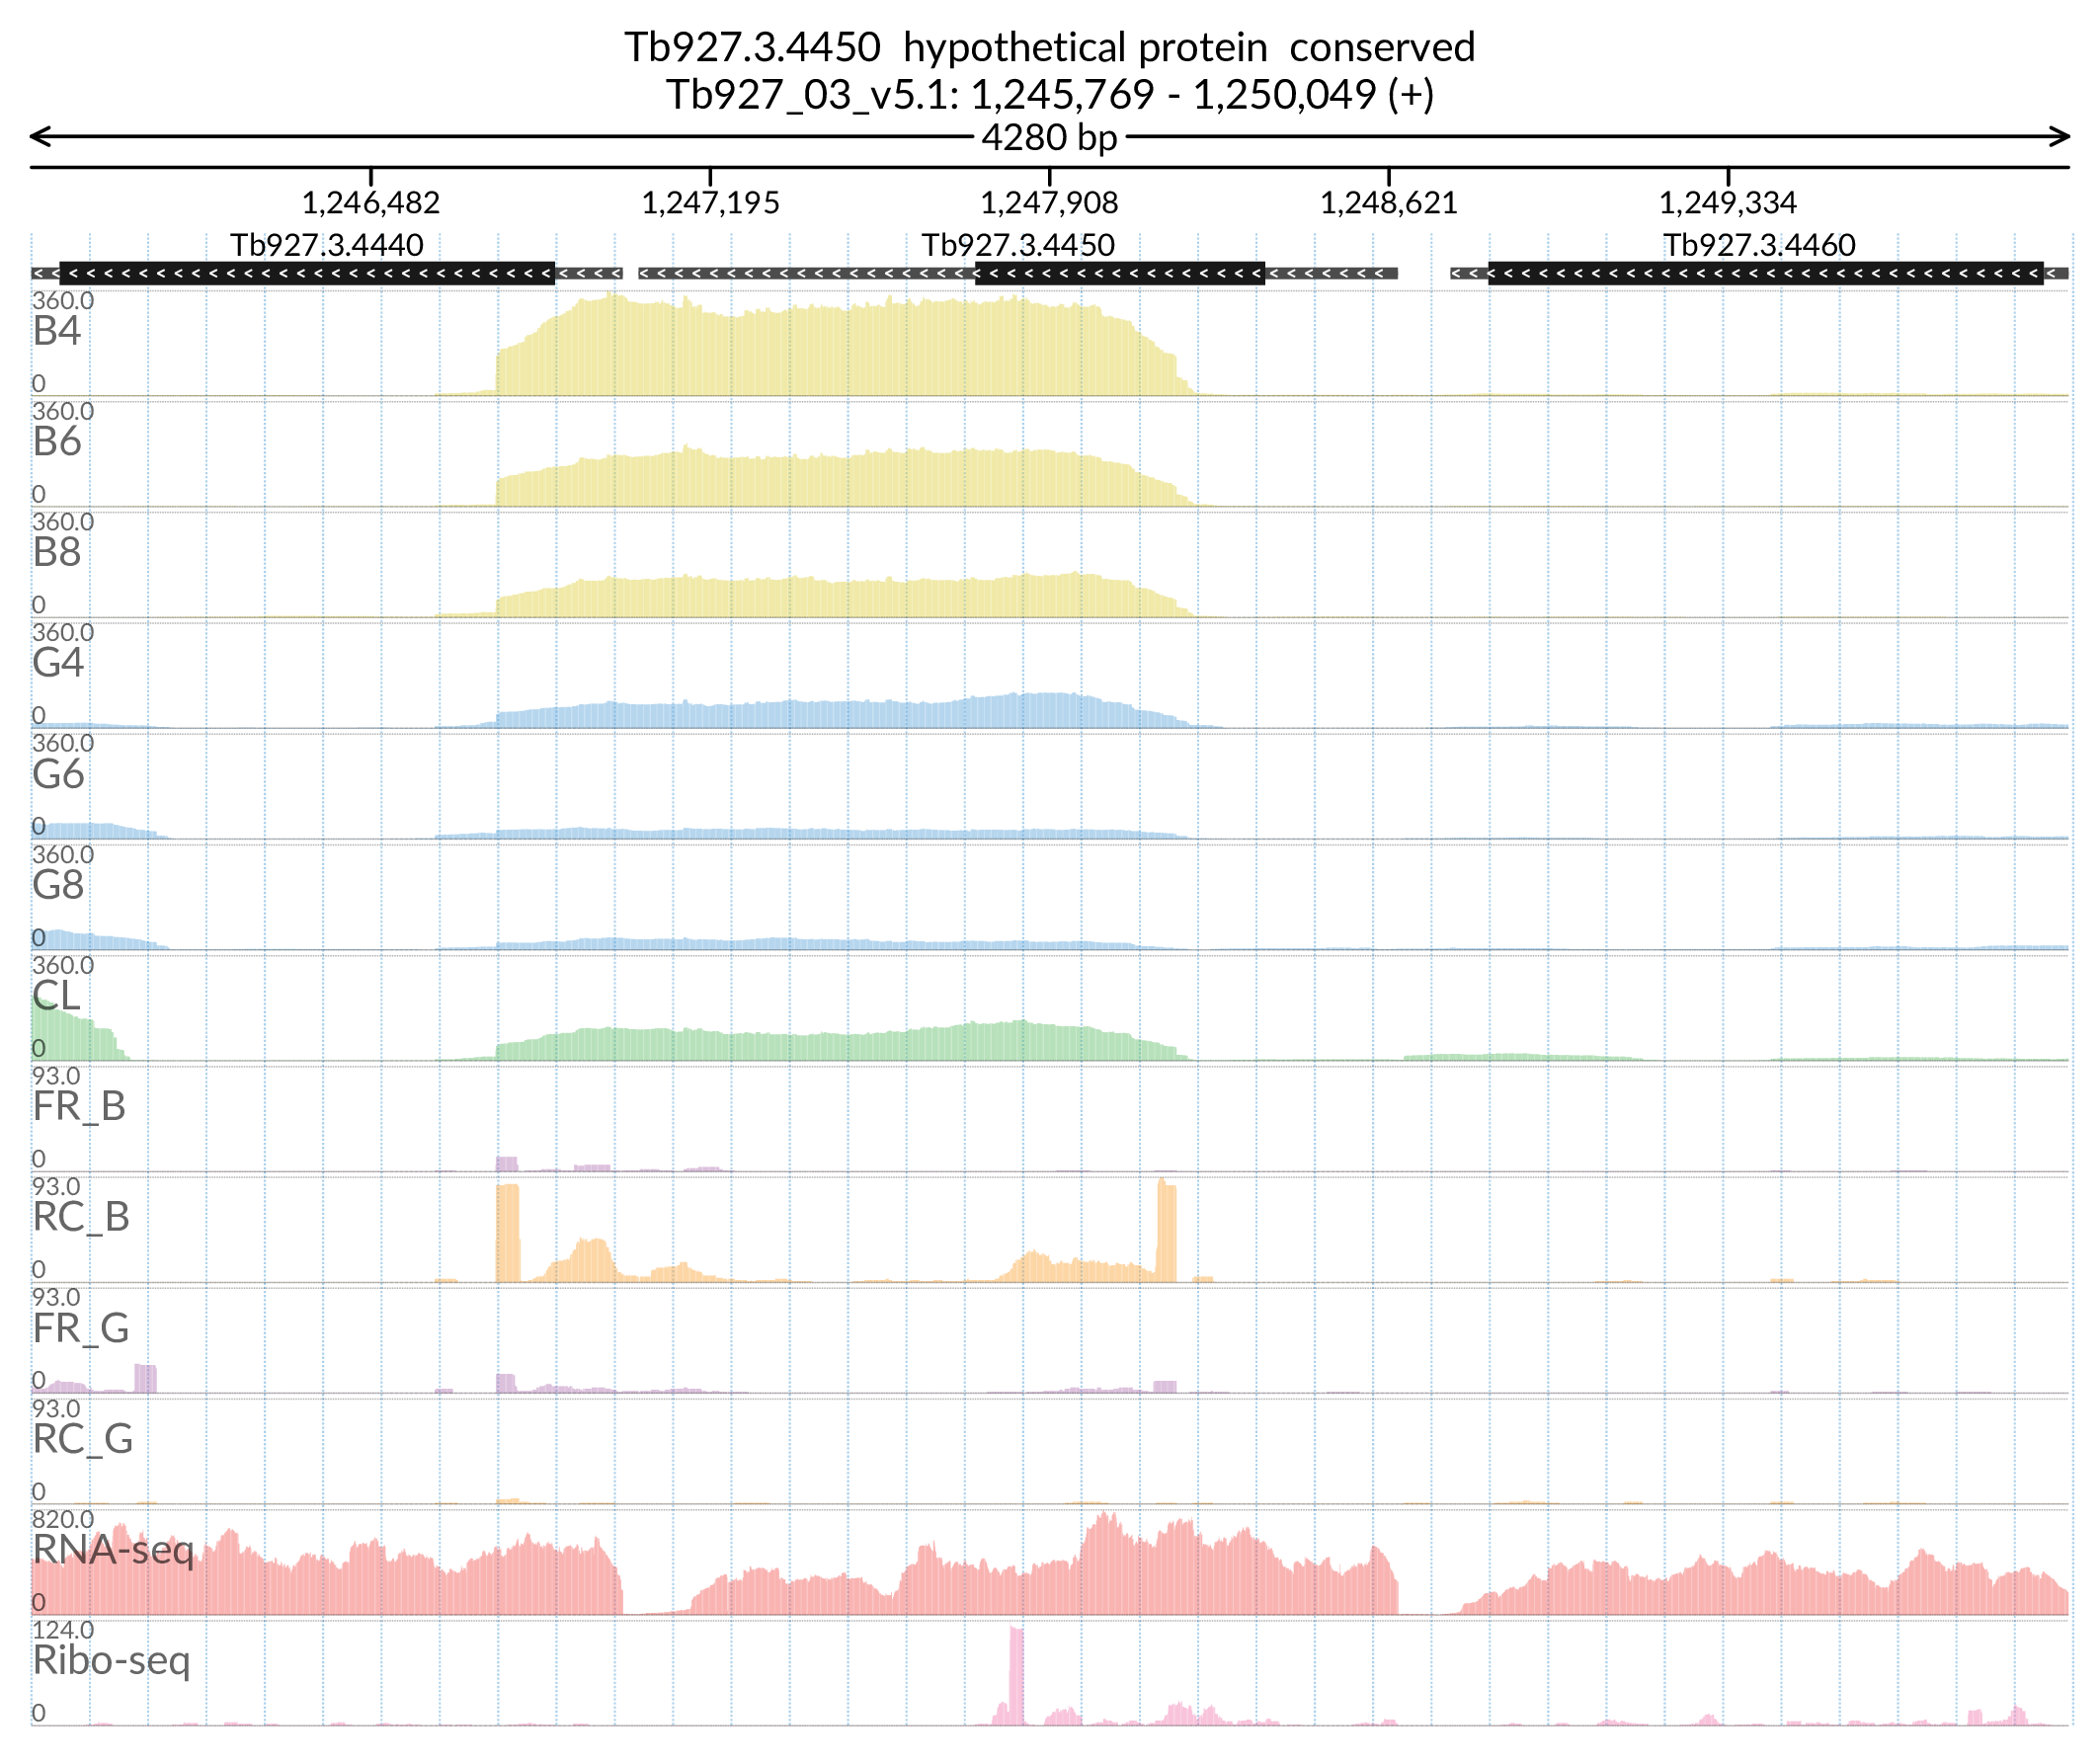 Tb927.3.4450  hypothetical protein  conserved
Tb927_03_v5.1: 1,245,769 - 1,250,049 (+)
4280 bp
1,246,482 1,247,195 1,247,908 1,248,621 1,249,334
Tb927.3.4440 Tb927.3.4450 Tb927.3.4460
360.0
B4
0
360.0
B6
0
360.0
B8
0
360.0
G4
0
360.0
G6
0
360.0
G8
0
360.0
CL
0
93.0
FR_B
0
93.0
RC_B
0
93.0
FR_G
0
93.0
RC_G
0
820.0
RNA-seq
0
124.0
Ribo-seq
0